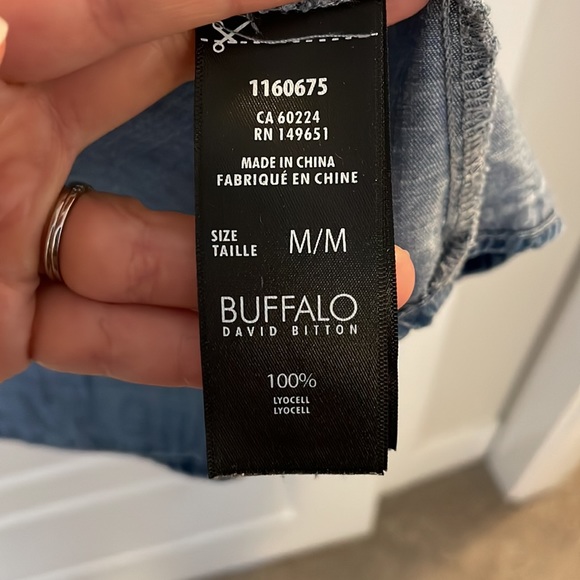 1160675
CA 60224
RN 149651
MADE IN CHINA
FABRIQUÉ EN CHINE
SIZE M/M
TAILLE
BUFFALO
DAVID BITTON
100%
LYOCELL
LYOCELL